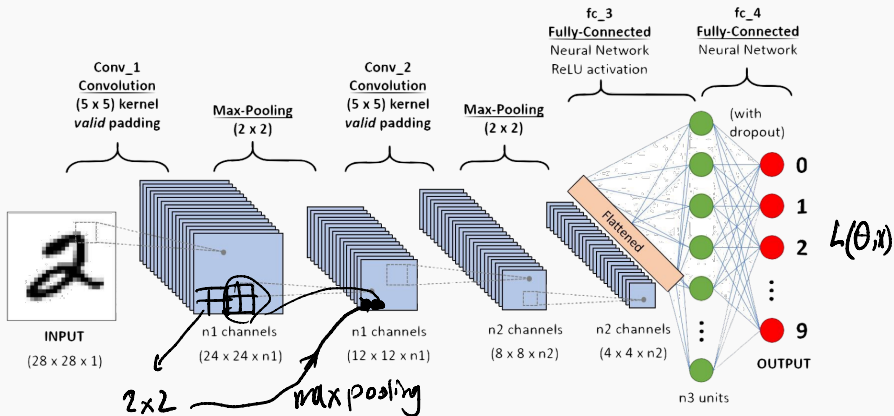 fc_3
Fully-Connected
Neural Network
ReLU activation
fc_4
Fully-Connected
Neural Network
Conv_1
Convolution
(5 x 5) kernel
valid padding
Max-Pooling
(2 x 2)
Conv_2
Convolution
(5 x 5) kernel
valid padding
Max-Pooling
(2 x 2)
(with
dropout)
0
1
2
9
Flattened
L(θ,x)
INPUT
(28 x 28 x 1)
n1 channels
(24 x 24 x n1)
n1 channels
(12 x 12 x n1)
n2 channels
(8 x 8 x n2)
n2 channels
(4 x 4 x n2)
OUTPUT
n3 units
2x2
max pooling
2